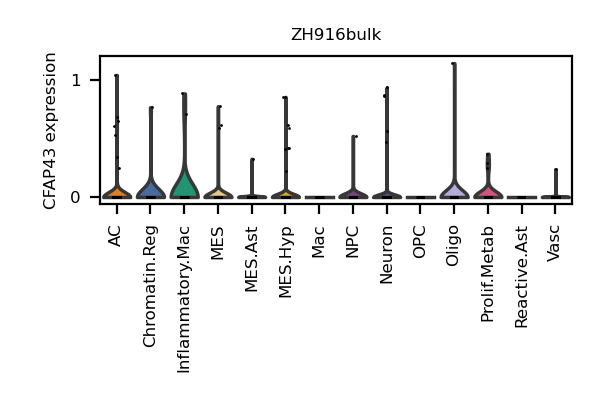 ZH916bulk
CFAP43 expression
1
0
AC
Chromatin.Reg
Inflammatory.Mac
MES
MES.Ast
MES.Hyp
Mac
NPC
Neuron
OPC
Oligo
Prolif.Metab
Reactive.Ast
Vasc